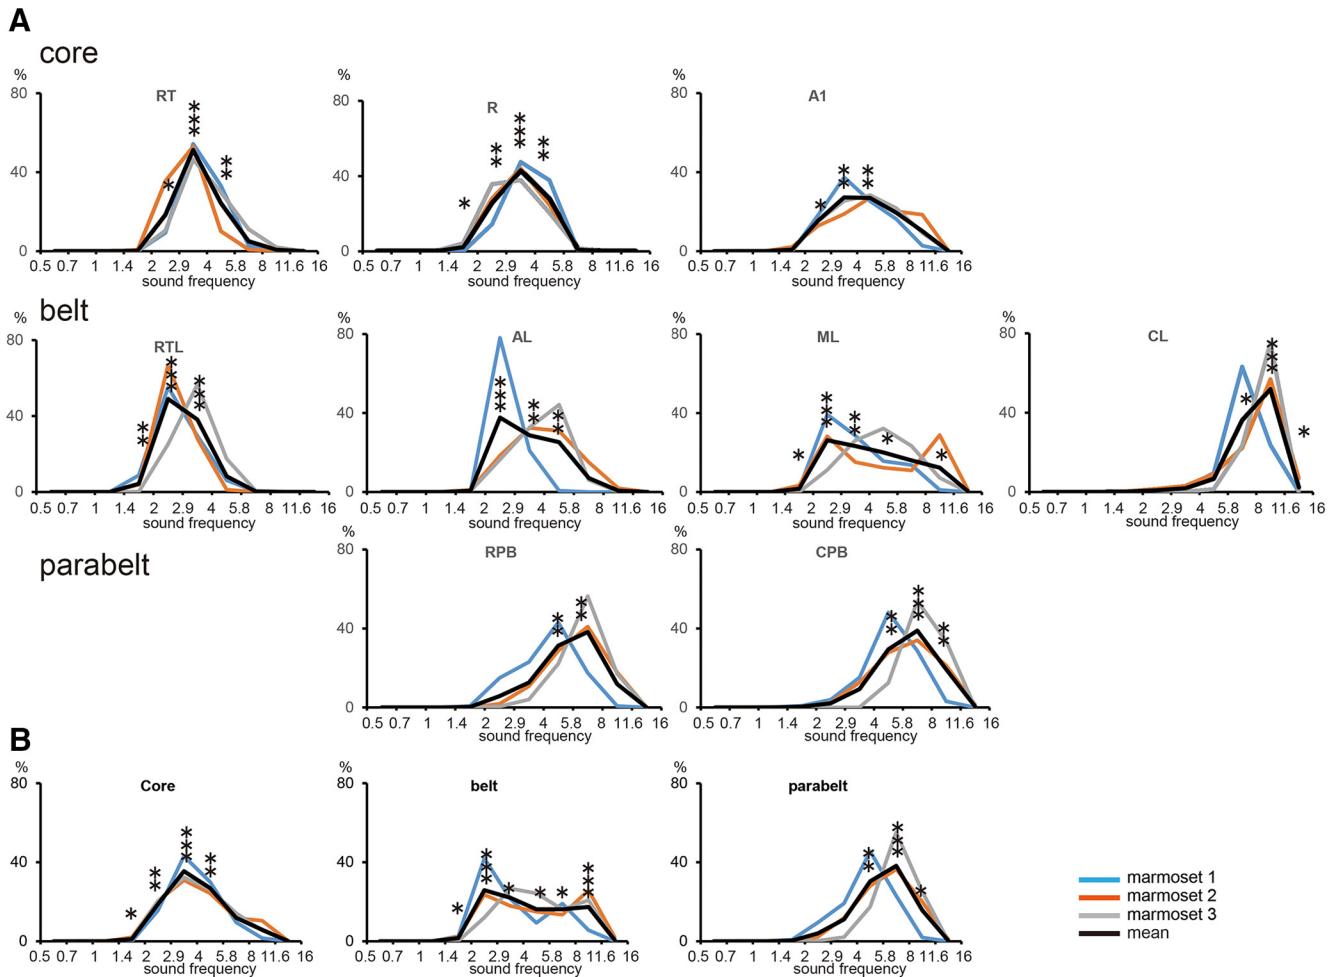 A
core
% % %
RT R A1
80 80 80
*** *** **
** ** ** **
* * *
40 40 40
0 0 0
0.5 0.7 1 1.4 2 2.9 4 5.8 8 11.6 16
sound frequency
0.5 0.7 1 1.4 2 2.9 4 5.8 8 11.6 16
sound frequency
0.5 0.7 1 1.4 2 2.9 4 5.8 8 11.6 16
sound frequency
belt
% % % %
RTL AL ML CL
80 80 80 80
*** *** *** ***
** *** ** ** ** ** * *
* * * *
40 40 40 40
0 0 0 0
0.5 0.7 1 1.4 2 2.9 4 5.8 8 11.6 16
sound frequency
0.5 0.7 1 1.4 2 2.9 4 5.8 8 11.6 16
sound frequency
0.5 0.7 1 1.4 2 2.9 4 5.8 8 11.6 16
sound frequency
0.5 0.7 1 1.4 2 2.9 4 5.8 8 11.6 16
sound frequency
parabelt
% %
RPB CPB
80 80
** ** ** *** **
40 40
0 0
0.5 0.7 1 1.4 2 2.9 4 5.8 8 11.6 16
sound frequency
0.5 0.7 1 1.4 2 2.9 4 5.8 8 11.6 16
sound frequency
B
% % %
Core belt parabelt
80 80 80
* ** *** ** * *** * * * *** ** *** *
40 40 40
0 0 0
0.5 0.7 1 1.4 2 2.9 4 5.8 8 11.6 16
sound frequency
0.5 0.7 1 1.4 2 2.9 4 5.8 8 11.6 16
sound frequency
0.5 0.7 1 1.4 2 2.9 4 5.8 8 11.6 16
sound frequency
marmoset 1
marmoset 2
marmoset 3
mean